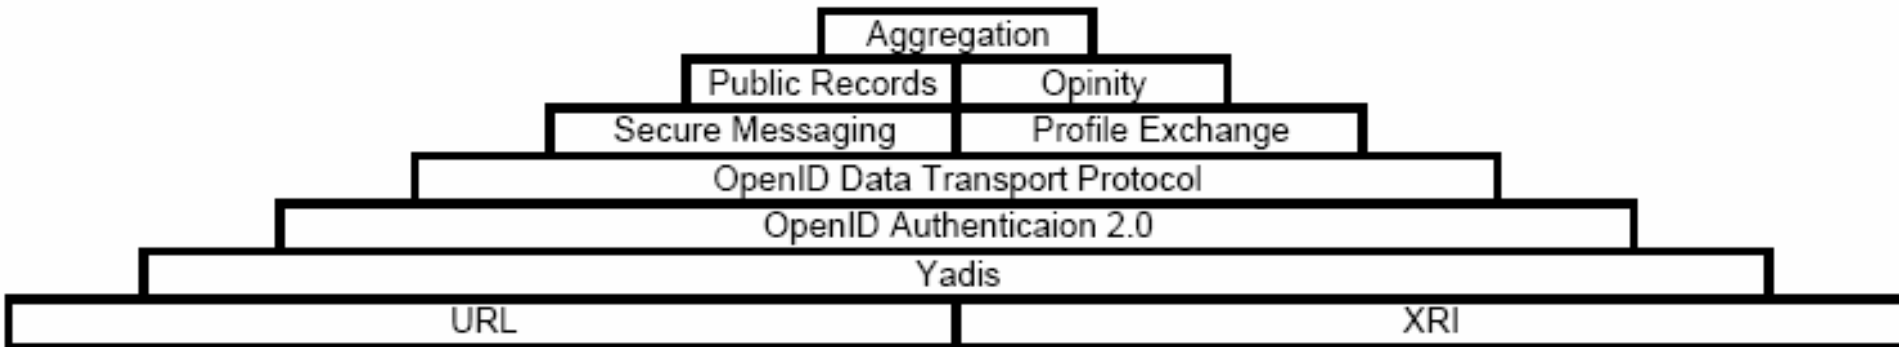 Aggregation
Public Records Opinity
Secure Messaging Profile Exchange
OpenID Data Transport Protocol
OpenID Authenticaion 2.0
Yadis
URL XRI